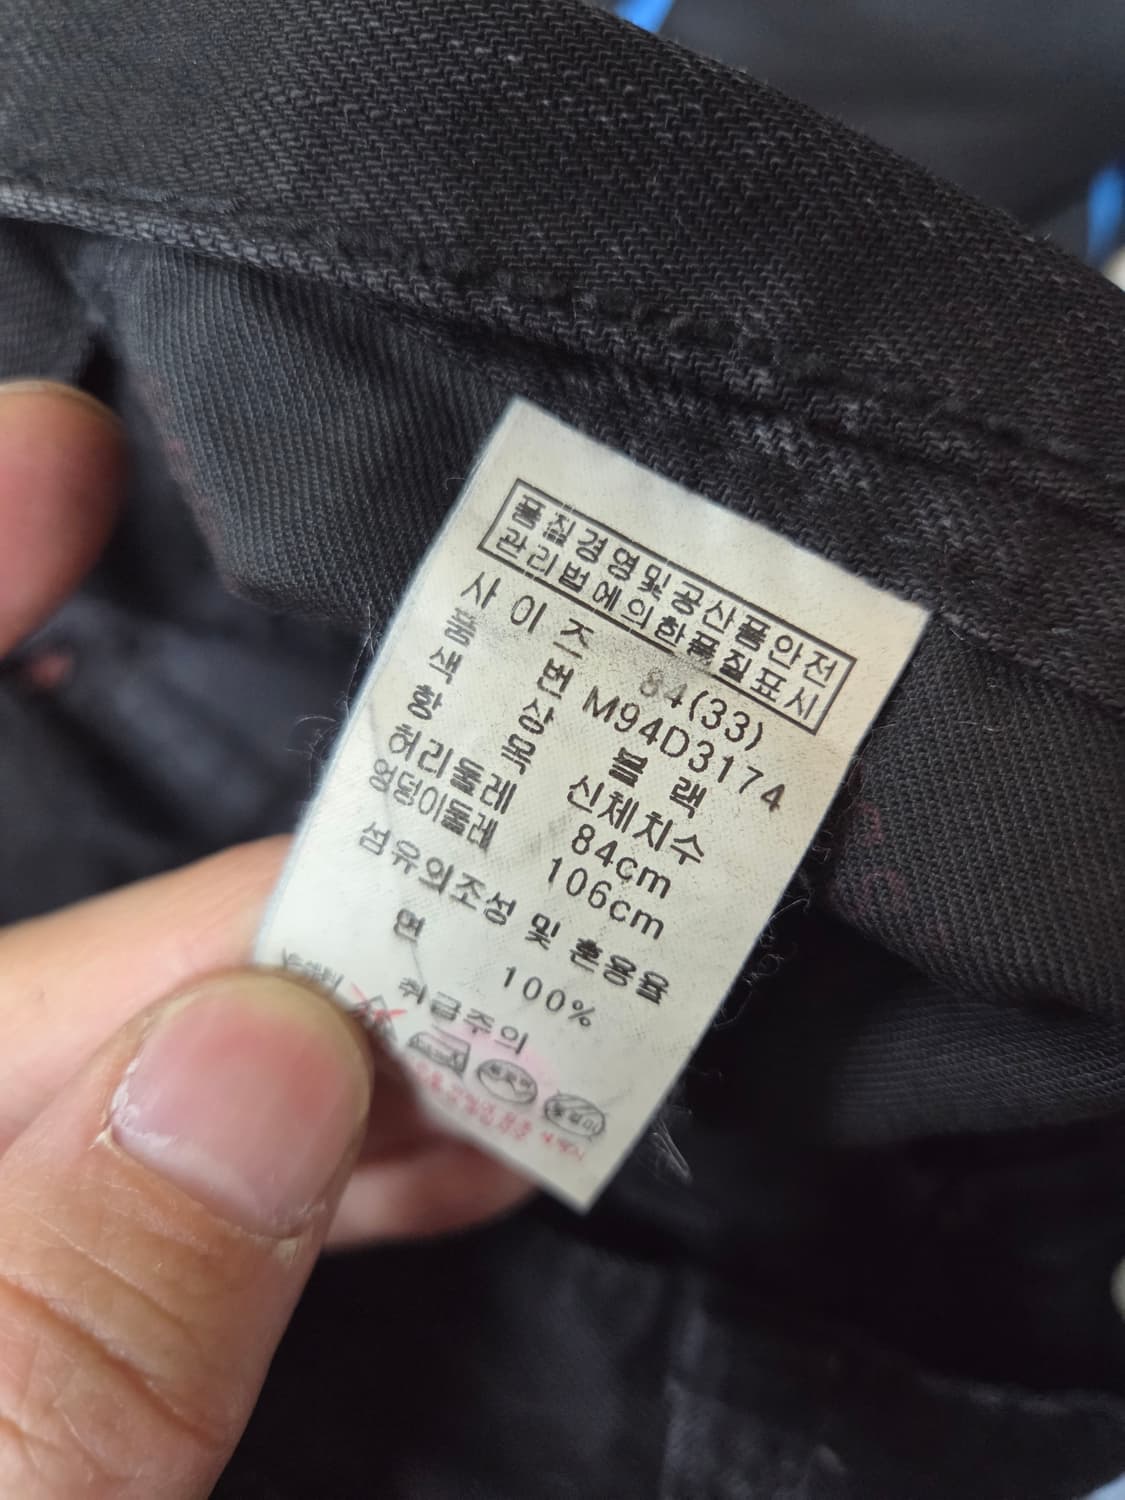 품질경영및공산품안전
관리법에의한품질표시
사이즈 84(33)
품번 M94D3174
색상 블랙
항목 신체치수
허리둘레 84cm
엉덩이둘레 106cm
섬유의조성 및 혼용율
면 100%
취급주의